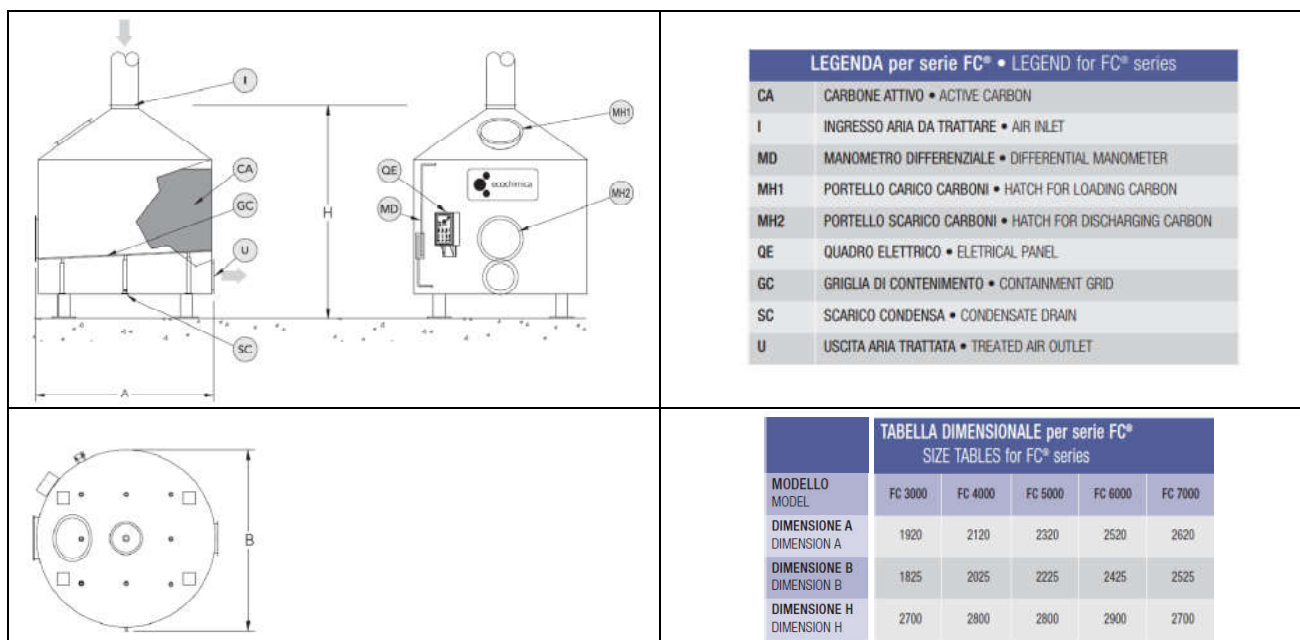 I
MH1
CA
QE
GC
ecochimica
H
MD
MH2
U
SC
A
LEGENDA per serie FC® • LEGEND for FC® series
CA CARBONE ATTIVO • ACTIVE CARBON
I INGRESSO ARIA DA TRATTARE • AIR INLET
MD MANOMETRO DIFFERENZIALE • DIFFERENTIAL MANOMETER
MH1 PORTELLO CARICO CARBONI • HATCH FOR LOADING CARBON
MH2 PORTELLO SCARICO CARBONI • HATCH FOR DISCHARGING CARBON
QE QUADRO ELETTRICO • ELETRICAL PANEL
GC GRIGLIA DI CONTENIMENTO • CONTAINMENT GRID
SC SCARICO CONDENSA • CONDENSATE DRAIN
U USCITA ARIA TRATTATA • TREATED AIR OUTLET
B
TABELLA DIMENSIONALE per serie FC®
SIZE TABLES for FC® series
MODELLO
MODEL
FC 3000 FC 4000 FC 5000 FC 6000 FC 7000
DIMENSIONE A
DIMENSION A
1920 2120 2320 2520 2620
DIMENSIONE B
DIMENSION B
1825 2025 2225 2425 2525
DIMENSIONE H
DIMENSION H
2700 2800 2800 2900 2700